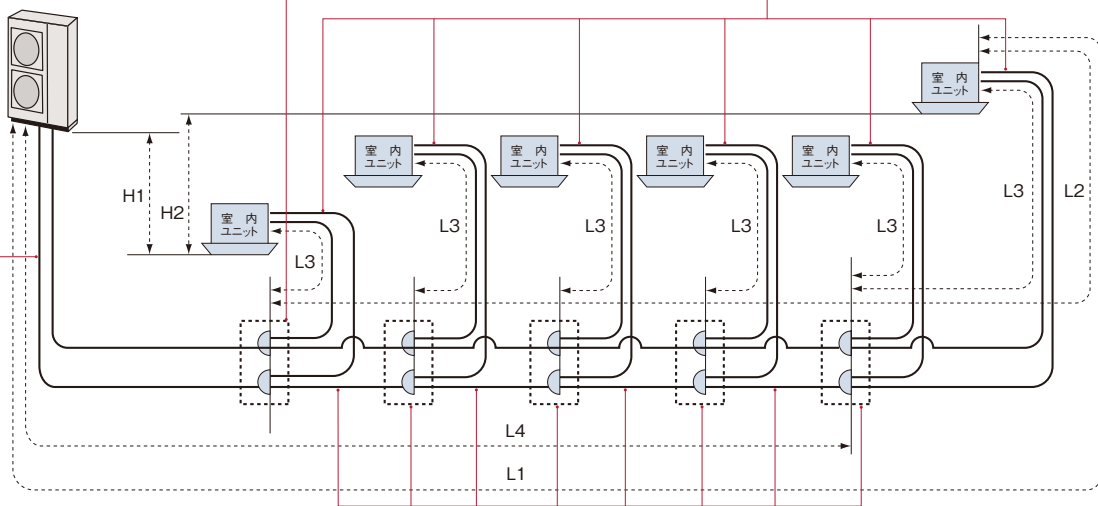 室 内
ユニット
室 内
ユニット
室 内
ユニット
室 内
ユニット
室 内
ユニット
室 内
ユニット
H1
H2
L3
L3
L3
L3
L3
L3
L2
L4
L1